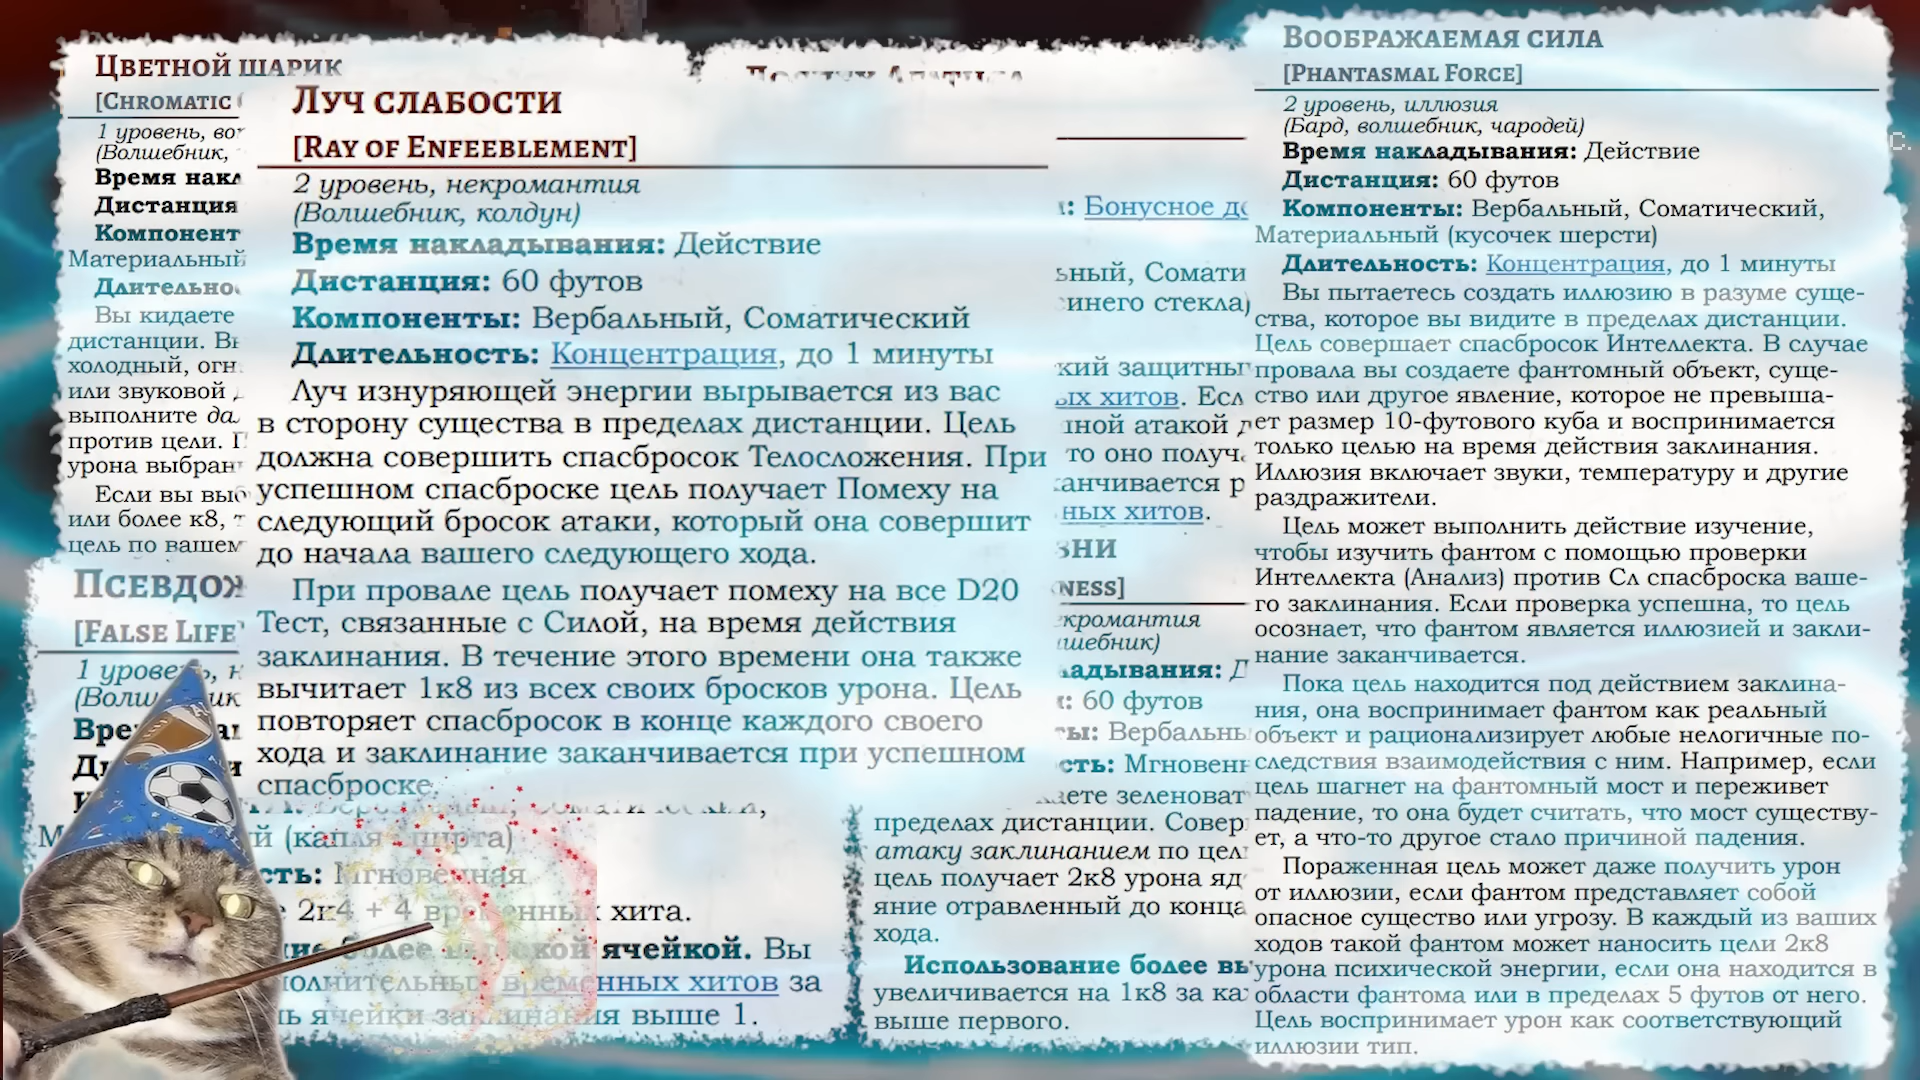 Цветной шарик
[Chromatic
1 уровень,
(Волшебник,
Время
Дистанция
Компонент
Материальный
Вы кидаете
дистанции.
холодный,
или звуковой
выполните
против цели.
урона
Если вы
или более к8,
цель по вашем
Псевдож
[False Life
1 уровень,
Луч слабости
[Ray of Enfeeblement]
2 уровень, некромантия
(Волшебник, колдун)
Время накладывания: Действие
Дистанция: 60 футов
Компоненты: Вербальный, Соматический
Длительность: Концентрация, до 1 минуты
Луч изнуряющей энергии вырывается из вас
в сторону существа в пределах дистанции. Цель
должна совершить спасбросок Телосложения. При
успешном спасброске цель получает Помеху на
следующий бросок атаки, который она совершит
до начала вашего следующего хода.
При провале цель получает помеху на все D20
Тест, связанные с Силой, на время действия
заклинания. В течение этого времени она также
вычитает 1к8 из всех своих бросков урона. Цель
повторяет спасбросок в конце каждого своего
хода и заклинание заканчивается при успешном
спасброске.
(капля спирта)
сть: Мгновенная
2к4 + 4 временных хита.
ние более высокой ячейкой. Вы
временных хитов за
ячейки заклинания выше 1.
: Бонусное
ьный, Сомати
синего стекла)
защитны
ых хитов.
атакой
то оно
ных хитов.
зни
ness]
: 60 футов
ты: Вербальны
сть: Мгновен
пределах дистанции. Совер
атаку заклинанием по цел
цель получает 2к8 урона яд
яние отравленный до конца
хода.
Использование более вы
увеличивается на 1к8 за ка
выше первого.
Воображаемая сила
[Phantasmal Force]
2 уровень, иллюзия
(Бард, волшебник, чародей)
Время накладывания: Действие
Дистанция: 60 футов
Компоненты: Вербальный, Соматический,
Материальный (кусочек шерсти)
Длительность: Концентрация, до 1 минуты
Вы пытаетесь создать иллюзию в разуме суще-
ства, которое вы видите в пределах дистанции.
Цель совершает спасбросок Интеллекта. В случае
провала вы создаете фантомный объект, суще-
ство или другое явление, которое не превыша-
ет размер 10-футового куба и воспринимается
только целью на время действия заклинания.
Иллюзия включает звуки, температуру и другие
раздражители.
Цель может выполнить действие изучение,
чтобы изучить фантом с помощью проверки
Интеллекта (Анализ) против Сл спасброска ваше-
го заклинания. Если проверка успешна, то цель
осознает, что фантом является иллюзией и закли-
нание заканчивается.
Пока цель находится под действием заклина-
ния, она воспринимает фантом как реальный
объект и рационализирует любые нелогичные по-
следствия взаимодействия с ним. Например, если
цель шагнет на фантомный мост и переживет
падение, то она будет считать, что мост существу-
ет, а что-то другое стало причиной падения.
Пораженная цель может даже получить урон
от иллюзии, если фантом представляет собой
опасное существо или угрозу. В каждый из ваших
ходов такой фантом может наносить цели 2к8
урона психической энергии, если она находится в
области фантома или в пределах 5 футов от него.
Цель воспринимает урон как соответствующий
иллюзии тип.